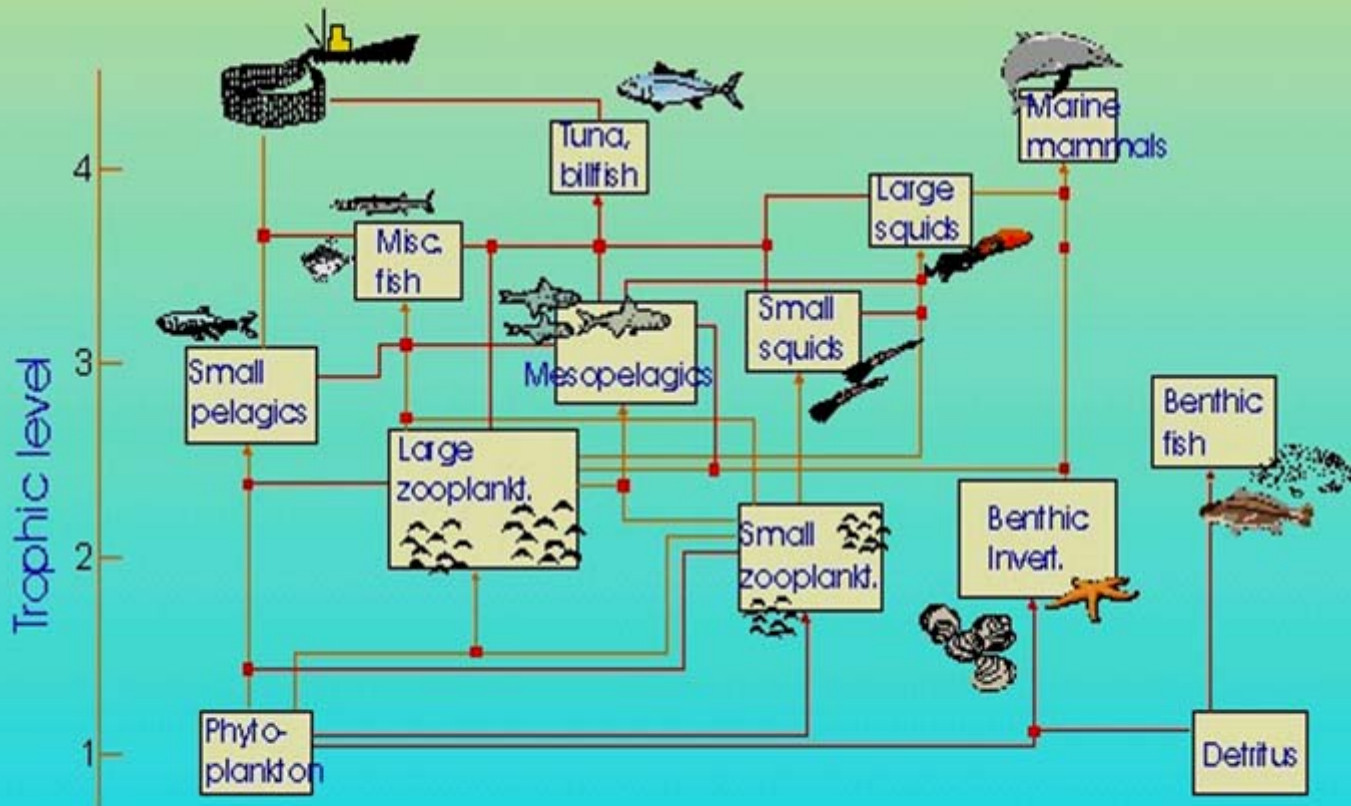 Trophic level
4
3
2
1
Tuna,
billfish
Marine
mammals
Large
squids
Misc.
fish
Small
squids
Small
pelagics
Mesopelagics
Benthic
fish
Large
zooplankt.
Small
zooplankt.
Benthic
Invert.
Phyto-
plankton
Detritus